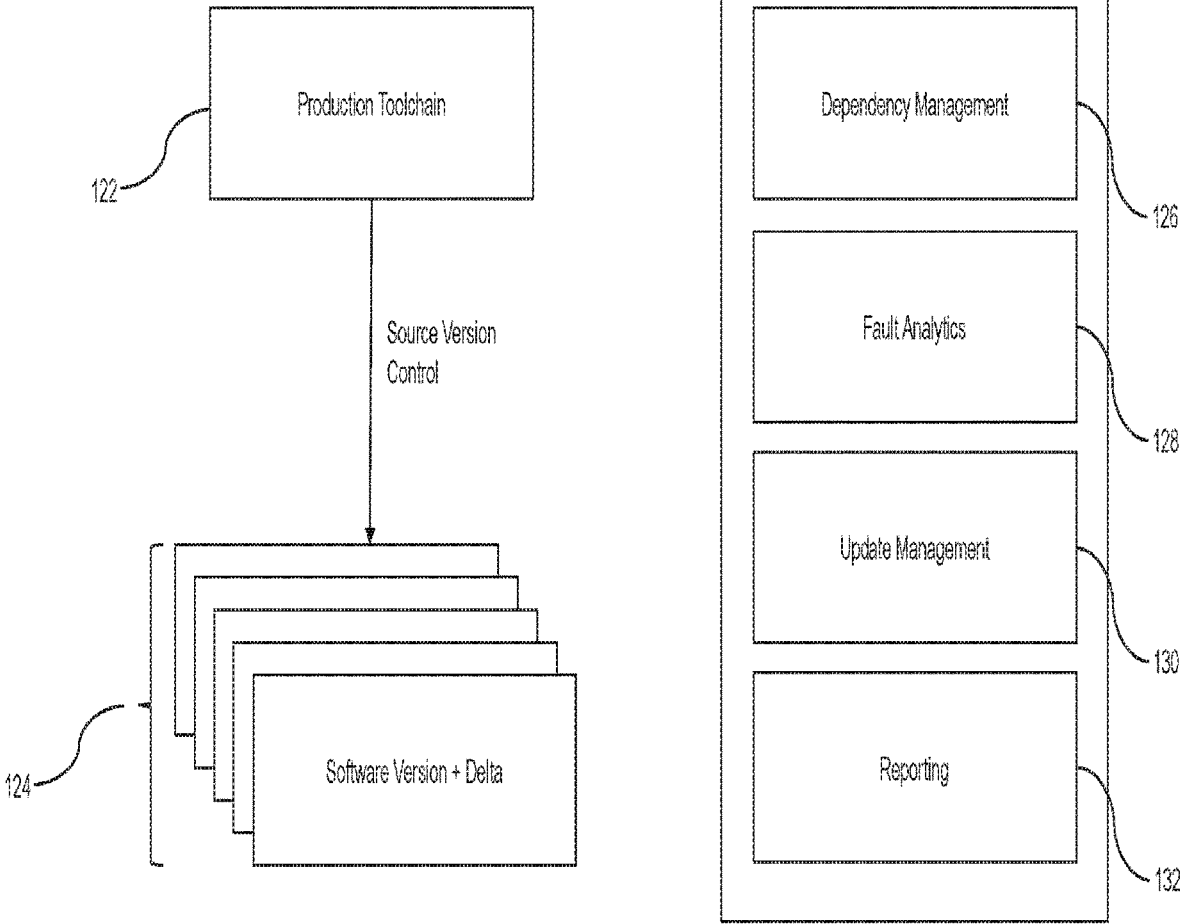 Production Toolchain
122
Source Version
Control
Software Version + Delta
124
Dependency Management
126
Fault Analytics
128
Update Management
130
Reporting
132